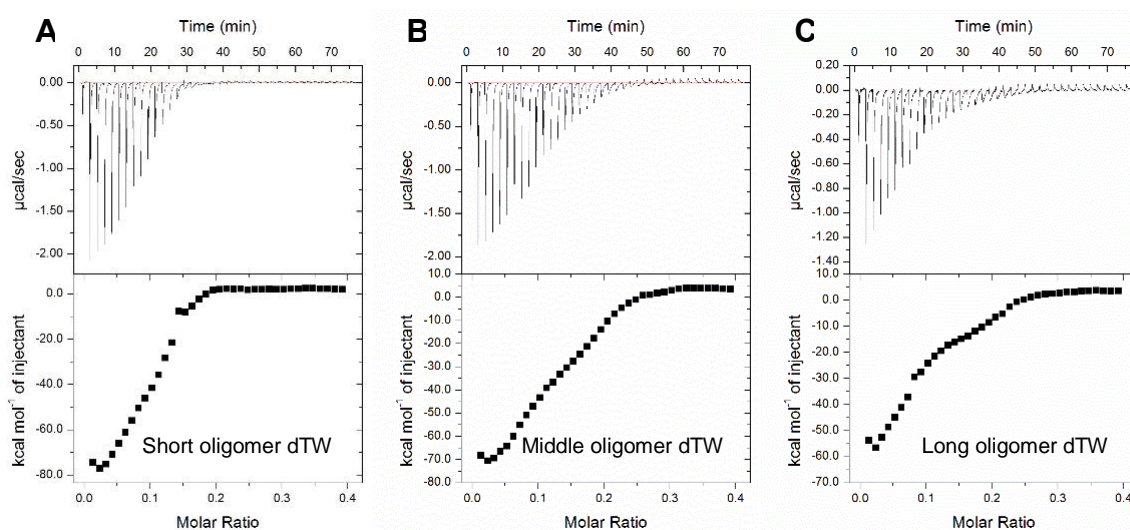 A
Time (min)
0 10 20 30 40 50 60 70
0.00
-0.50
-1.00
-1.50
-2.00
µcal/sec
0.0
-20.0
-40.0
-60.0
-80.0
kcal mol⁻¹ of injectant
Short oligomer dTW
0.0 0.1 0.2 0.3 0.4
Molar Ratio
B
Time (min)
0 10 20 30 40 50 60 70
0.00
-0.50
-1.00
-1.50
-2.00
µcal/sec
10.0
0.0
-10.0
-20.0
-30.0
-40.0
-50.0
-60.0
-70.0
-80.0
kcal mol⁻¹ of injectant
Middle oligomer dTW
0.0 0.1 0.2 0.3 0.4
Molar Ratio
C
Time (min)
0 10 20 30 40 50 60 70
0.20
0.00
-0.20
-0.40
-0.60
-0.80
-1.00
-1.20
-1.40
µcal/sec
10.0
0.0
-10.0
-20.0
-30.0
-40.0
-50.0
-60.0
-70.0
kcal mol⁻¹ of injectant
Long oligomer dTW
0.0 0.1 0.2 0.3 0.4
Molar Ratio